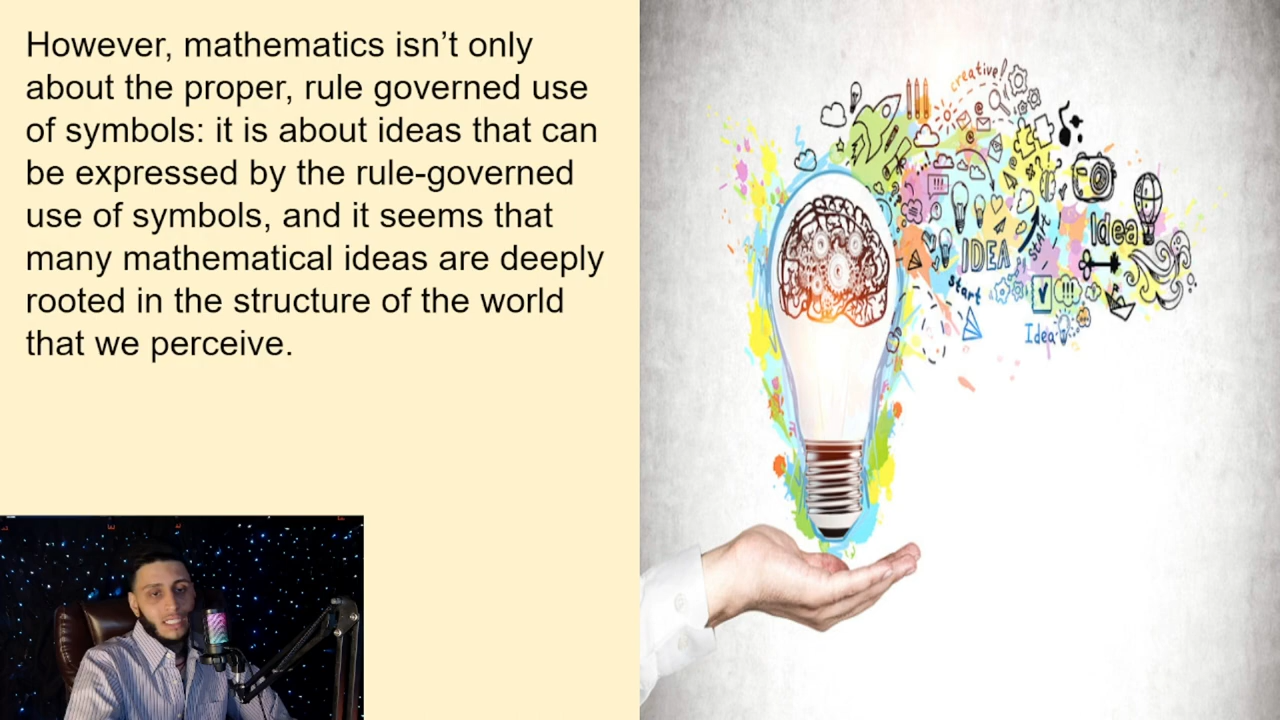 However, mathematics isn’t only
about the proper, rule governed use
of symbols: it is about ideas that can
be expressed by the rule-governed
use of symbols, and it seems that
many mathematical ideas are deeply
rooted in the structure of the world
that we perceive.
creative!
IDEA
start
Idea
start
Idea